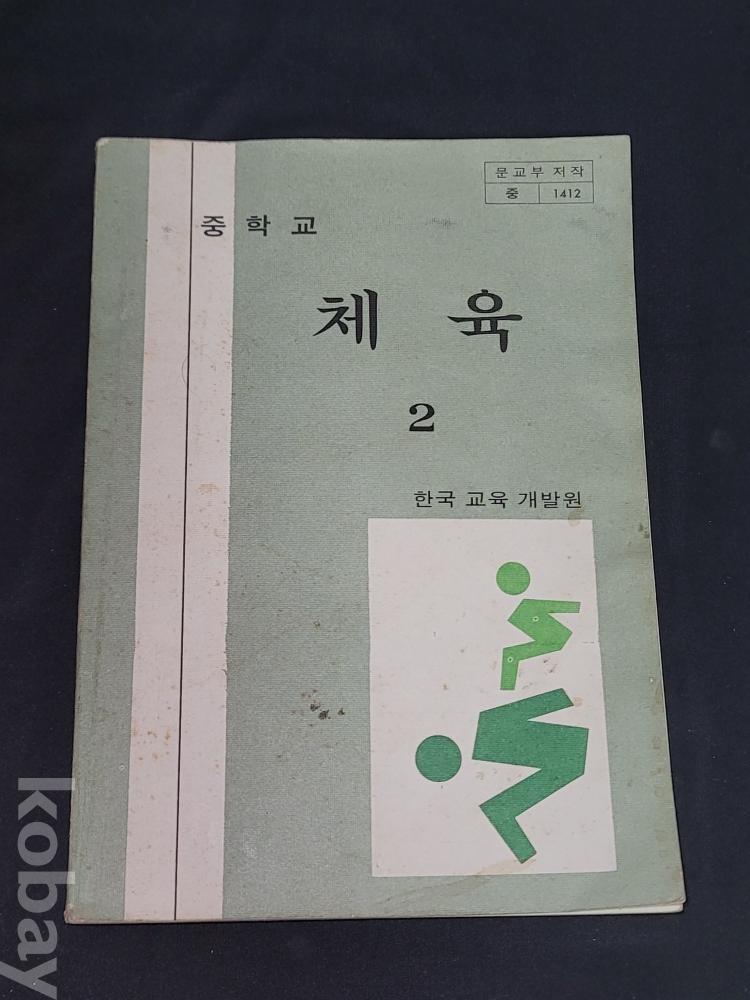 문교부 저작
중 1412
중학교
체육
2
한국 교육 개발원
kobay